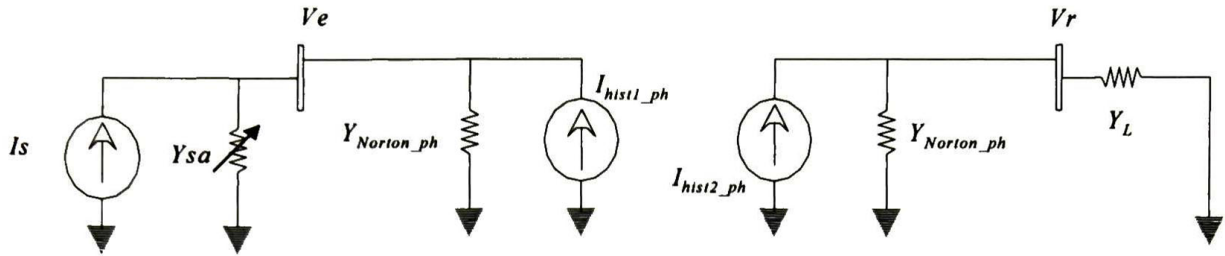 Ve
Vr
I_hist1_ph
Is
Ysa
Y_Norton_ph
Y_Norton_ph
Y_L
I_hist2_ph